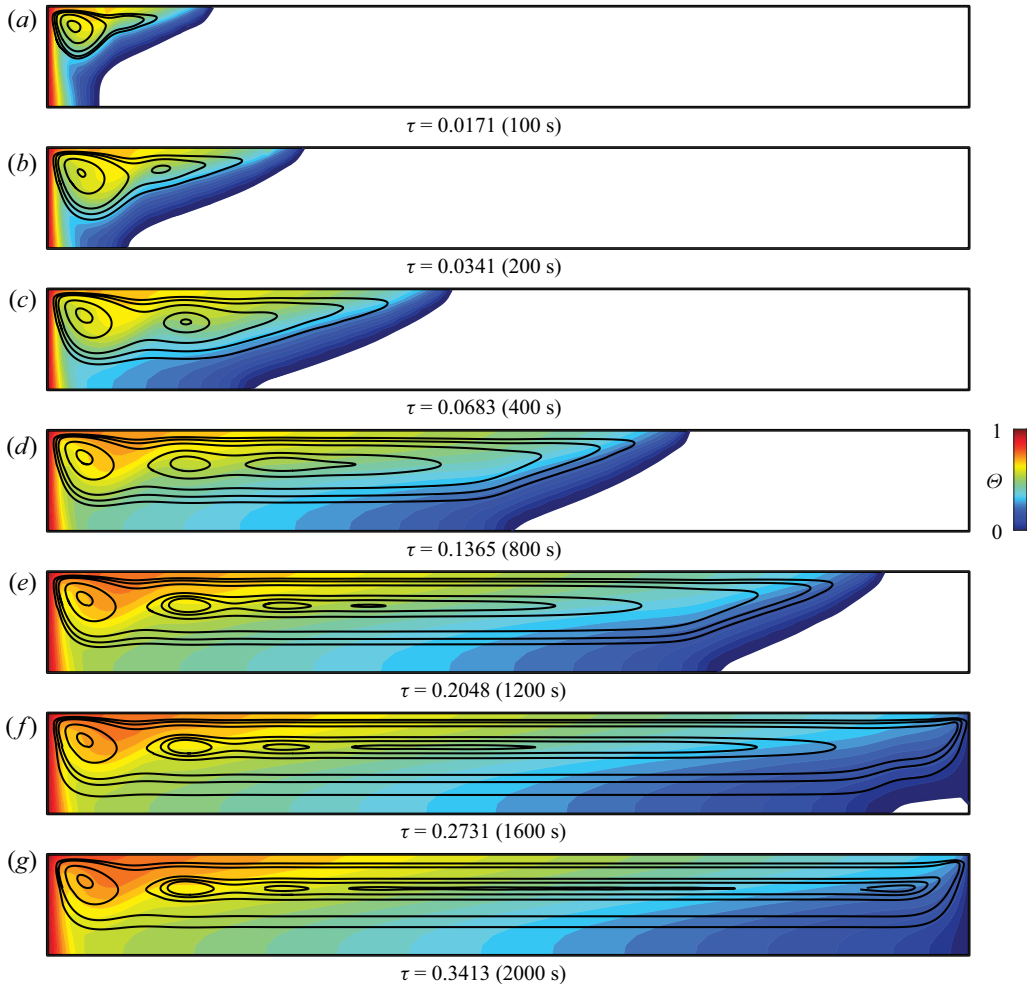 (a)
τ = 0.0171 (100 s)
(b)
τ = 0.0341 (200 s)
(c)
τ = 0.0683 (400 s)
(d)
1
Θ
0
τ = 0.1365 (800 s)
(e)
τ = 0.2048 (1200 s)
(f)
τ = 0.2731 (1600 s)
(g)
τ = 0.3413 (2000 s)